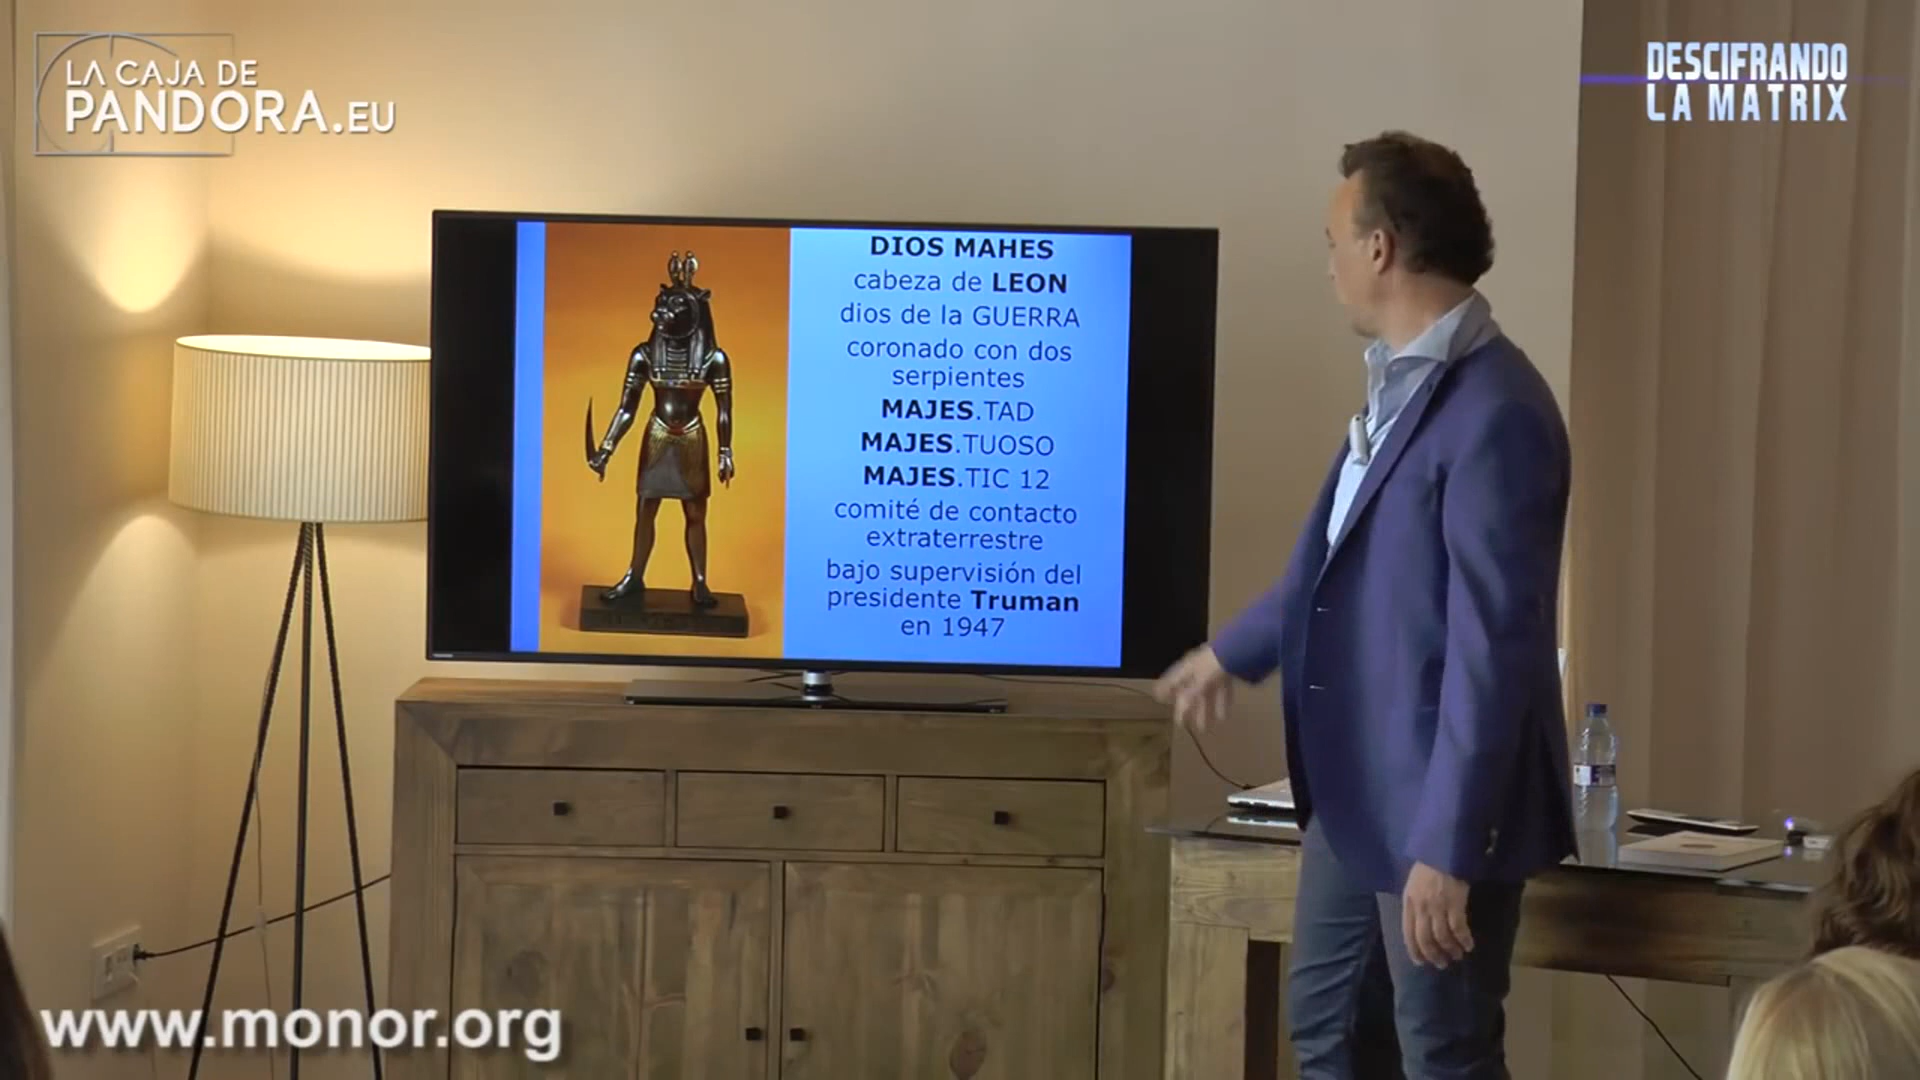 LA CAJA DE
PANDORA.EU
DESCIFRANDO
LA MATRIX
DIOS MAHES
cabeza de LEON
dios de la GUERRA
coronado con dos
serpientes
MAJES.TAD
MAJES.TUOSO
MAJES.TIC 12
comité de contacto
extraterrestre
bajo supervisión del
presidente Truman
en 1947
www.monor.org